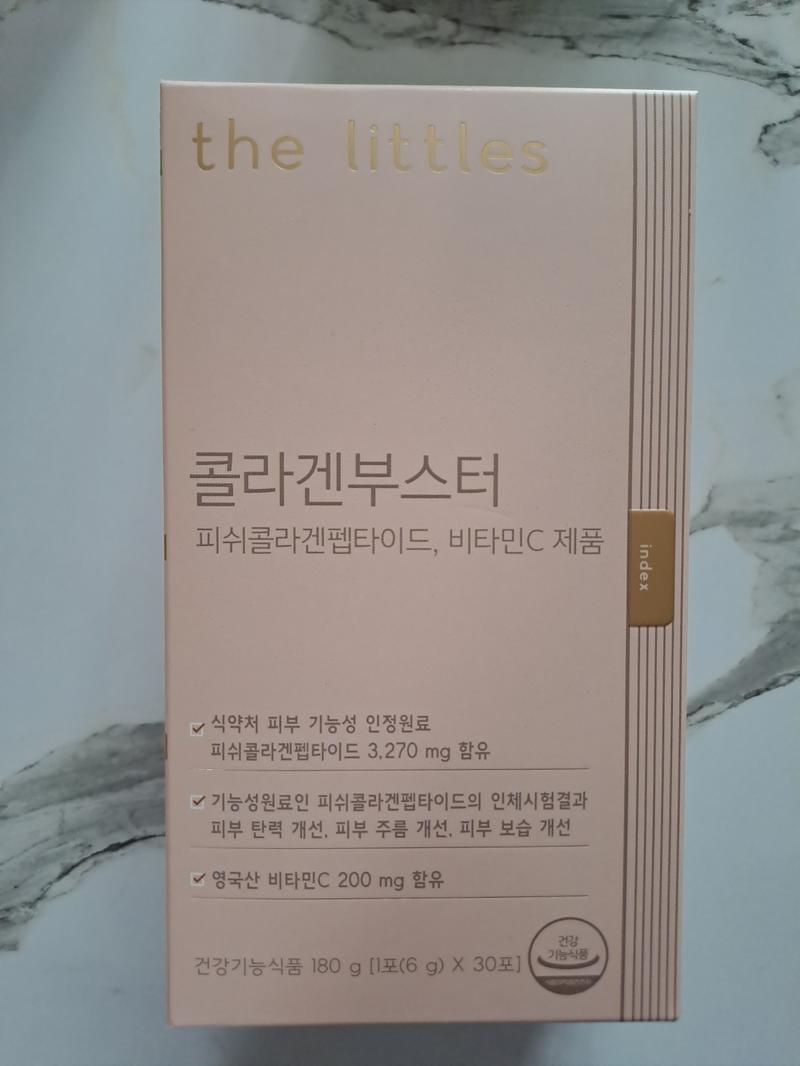 the littles
콜라겐부스터
피쉬콜라겐펩타이드, 비타민C 제품
index
식약처 피부 기능성 인정원료
피쉬콜라겐펩타이드 3,270 mg 함유
기능성원료인 피쉬콜라겐펩타이드의 인체시험결과
피부 탄력 개선, 피부 주름 개선, 피부 보습 개선
영국산 비타민C 200 mg 함유
건강기능식품 180 g [1포(6 g) X 30포]
건강
기능식품